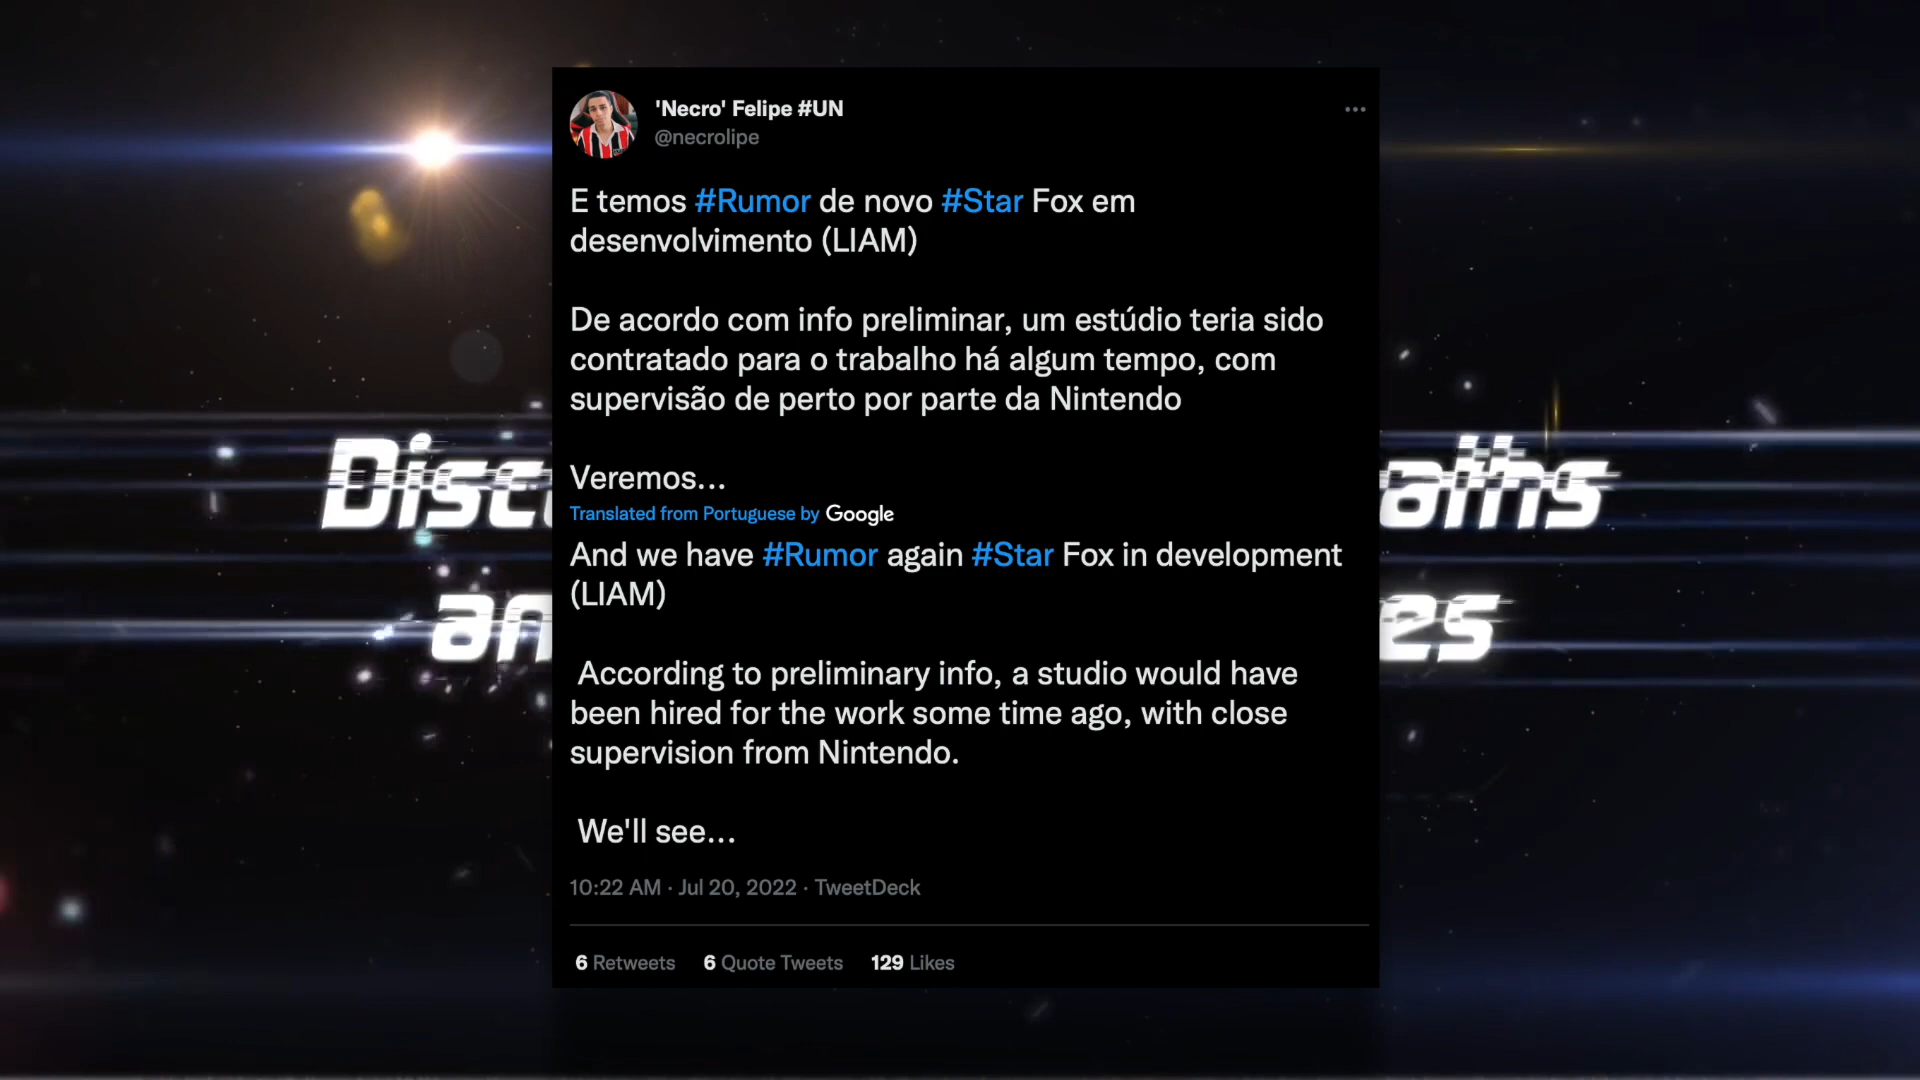 'Necro' Felipe #UN
@necrolipe
E temos #Rumor de novo #Star Fox em
desenvolvimento (LIAM)
De acordo com info preliminar, um estúdio teria sido
contratado para o trabalho há algum tempo, com
supervisão de perto por parte da Nintendo
Veremos...
Translated from Portuguese by Google
And we have #Rumor again #Star Fox in development
(LIAM)
According to preliminary info, a studio would have
been hired for the work some time ago, with close
supervision from Nintendo.
We'll see...
10:22 AM · Jul 20, 2022 · TweetDeck
6 Retweets 6 Quote Tweets 129 Likes